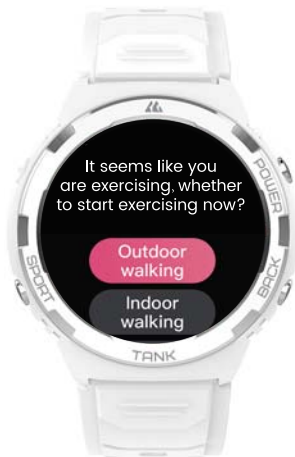 It seems like you
are exercising, whether
to start exercising now?
Outdoor
walking
Indoor
walking
POWER
BACK
SPORT
TANK